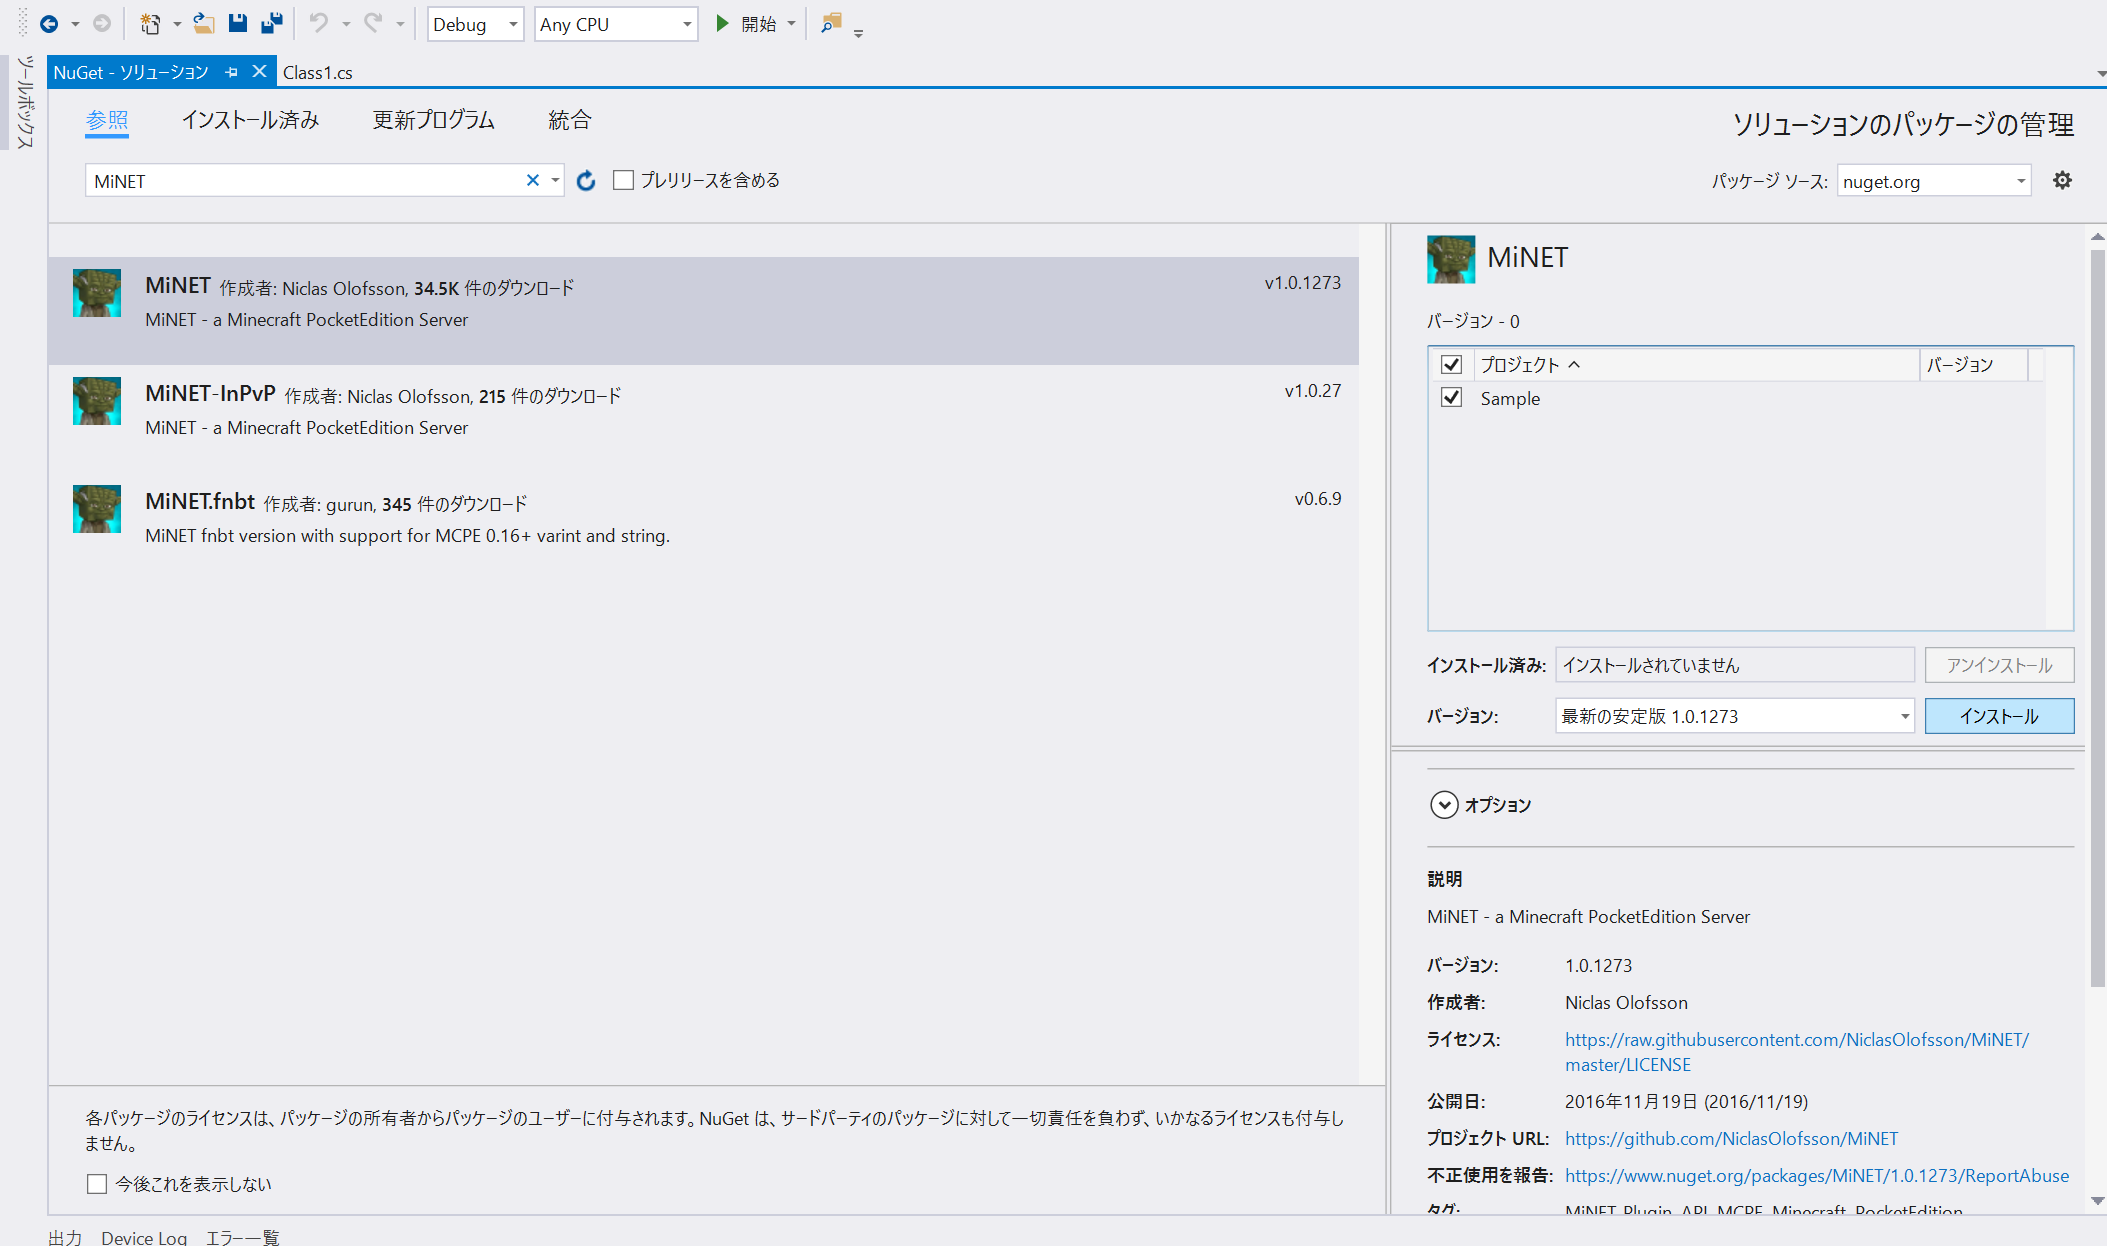 Debug
Any CPU
開始
ツールボックス
NuGet - ソリューション
Class1.cs
参照
インストール済み
更新プログラム
統合
ソリューションのパッケージの管理
MiNET
プレリリースを含める
パッケージ ソース:
nuget.org
MiNET 作成者: Niclas Olofsson, 34.5K 件のダウンロード
v1.0.1273
MiNET - a Minecraft PocketEdition Server
MiNET-InPvP 作成者: Niclas Olofsson, 215 件のダウンロード
v1.0.27
MiNET - a Minecraft PocketEdition Server
MiNET.fnbt 作成者: gurun, 345 件のダウンロード
v0.6.9
MiNET fnbt version with support for MCPE 0.16+ varint and string.
各パッケージのライセンスは、パッケージの所有者からパッケージのユーザーに付与されます。NuGet は、サードパーティのパッケージに対して一切責任を負わず、いかなるライセンスも付与し
ません。
今後これを表示しない
MiNET
バージョン - 0
プロジェクト
バージョン
Sample
インストール済み:
インストールされていません
アンインストール
バージョン:
最新の安定版 1.0.1273
インストール
オプション
説明
MiNET - a Minecraft PocketEdition Server
バージョン: 1.0.1273
作成者: Niclas Olofsson
ライセンス: https://raw.githubusercontent.com/NiclasOlofsson/MiNET/
master/LICENSE
公開日: 2016年11月19日 (2016/11/19)
プロジェクト URL: https://github.com/NiclasOlofsson/MiNET
不正使用を報告: https://www.nuget.org/packages/MiNET/1.0.1273/ReportAbuse
タグ: MiNET, Plugin, API, MCPE, Minecraft, PocketEdition
出力
Device Log
エラー一覧